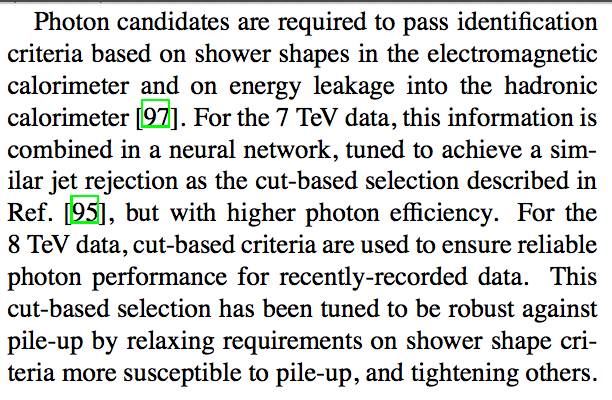 Photon candidates are required to pass identification
criteria based on shower shapes in the electromagnetic
calorimeter and on energy leakage into the hadronic
calorimeter [97]. For the 7 TeV data, this information is
combined in a neural network, tuned to achieve a sim-
ilar jet rejection as the cut-based selection described in
Ref. [95], but with higher photon efficiency. For the
8 TeV data, cut-based criteria are used to ensure reliable
photon performance for recently-recorded data. This
cut-based selection has been tuned to be robust against
pile-up by relaxing requirements on shower shape cri-
teria more susceptible to pile-up, and tightening others.